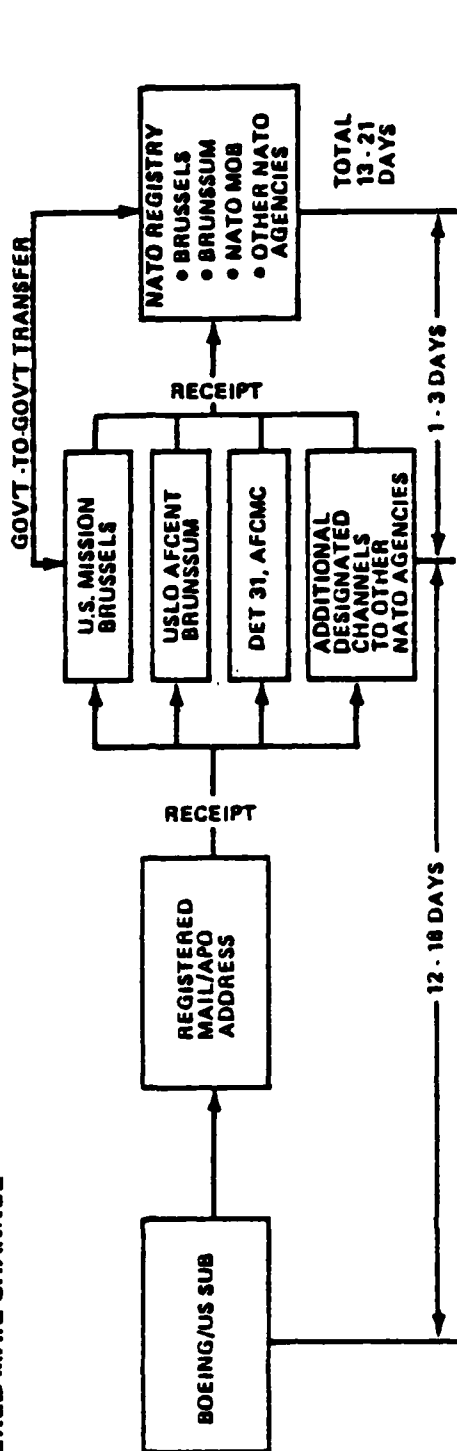 GOV'T-TO-GOV'T TRANSFER
BOEING/US SUB
REGISTERED
MAIL/APO
ADDRESS
RECEIPT
U.S. MISSION
BRUSSELS
USLO AFCENT
BRUNSSUM
DET 31, AFCMC
ADDITIONAL
DESIGNATED
CHANNELS
TO OTHER
NATO AGENCIES
RECEIPT
NATO REGISTRY
• BRUSSELS
• BRUNSSUM
• NATO MOB
• OTHER NATO
AGENCIES
TOTAL
13 - 21
DAYS
12 - 18 DAYS
1 - 3 DAYS